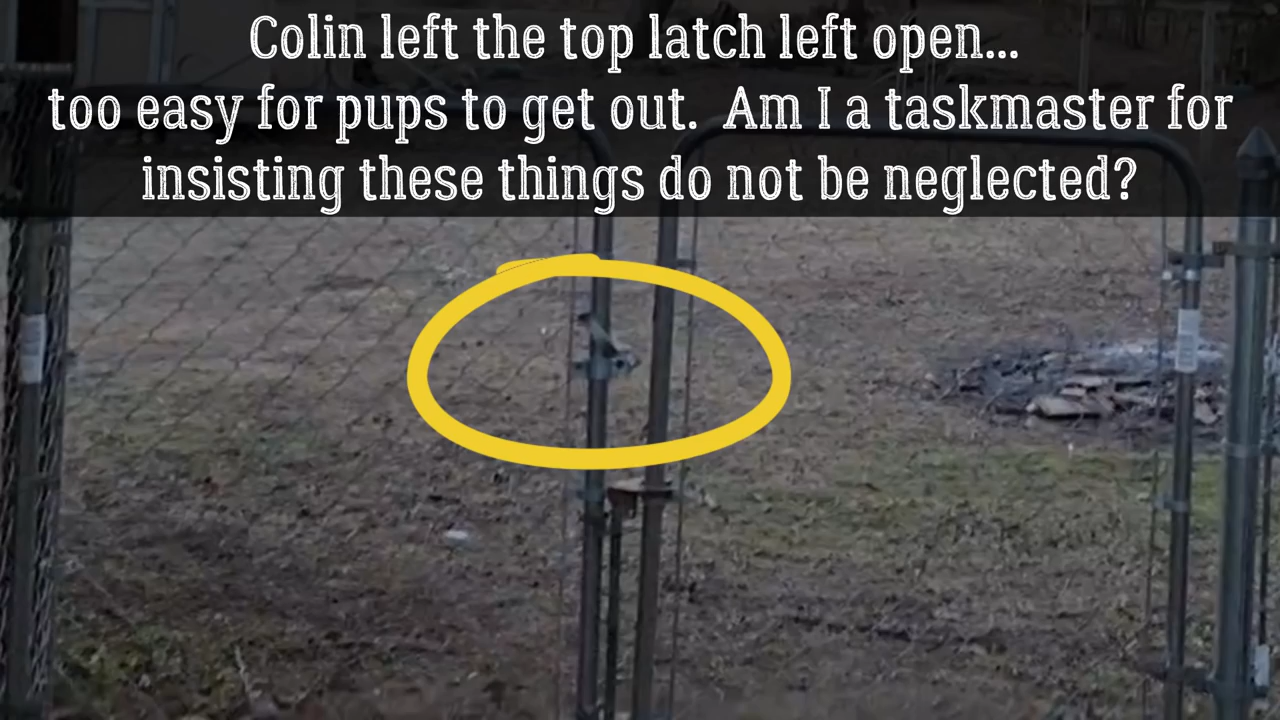 Colin left the top latch left open...
too easy for pups to get out.  Am I a taskmaster for
insisting these things do not be neglected?